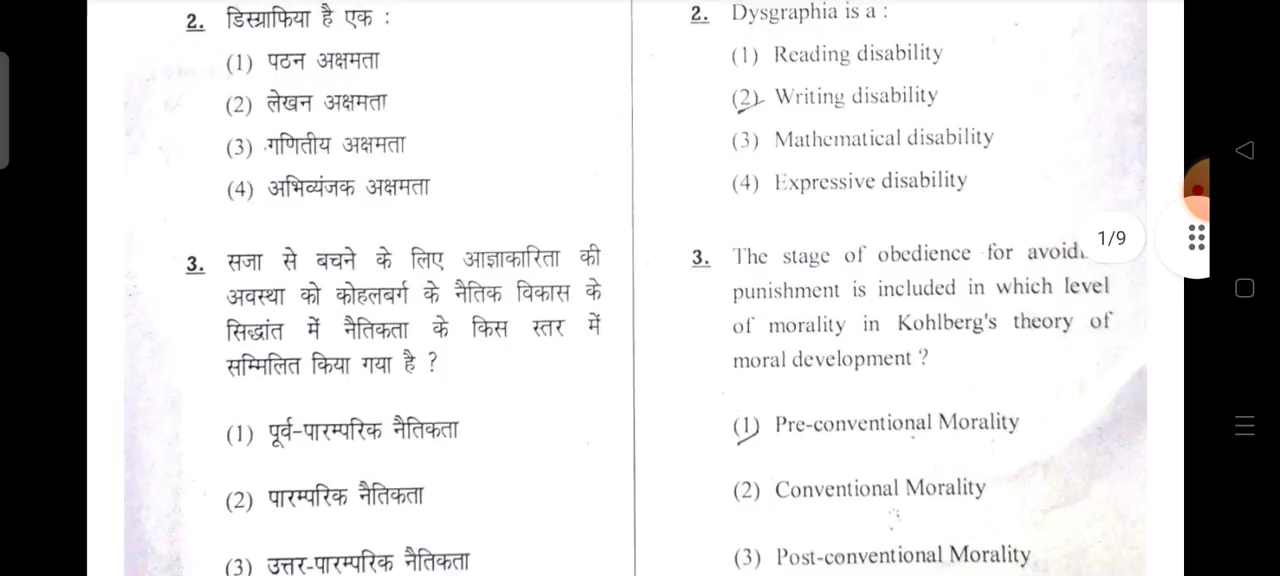 2. डिस्ग्राफिया है एक :
(1) पठन अक्षमता
(2) लेखन अक्षमता
(3) गणितीय अक्षमता
(4) अभिव्यंजक अक्षमता
3. सजा से बचने के लिए आज्ञाकारिता की
अवस्था को कोहलबर्ग के नैतिक विकास के
सिद्धांत में नैतिकता के किस स्तर में
सम्मिलित किया गया है ?
(1) पूर्व-पारम्परिक नैतिकता
(2) पारम्परिक नैतिकता
(3) उत्तर-पारम्परिक नैतिकता
2. Dysgraphia is a :
(1) Reading disability
(2) Writing disability
(3) Mathematical disability
(4) Expressive disability
3. The stage of obedience for
punishment is included in which level
of morality in Kohlberg's theory of
moral development ?
(1) Pre-conventional Morality
(2) Conventional Morality
(3) Post-conventional Morality
1/9